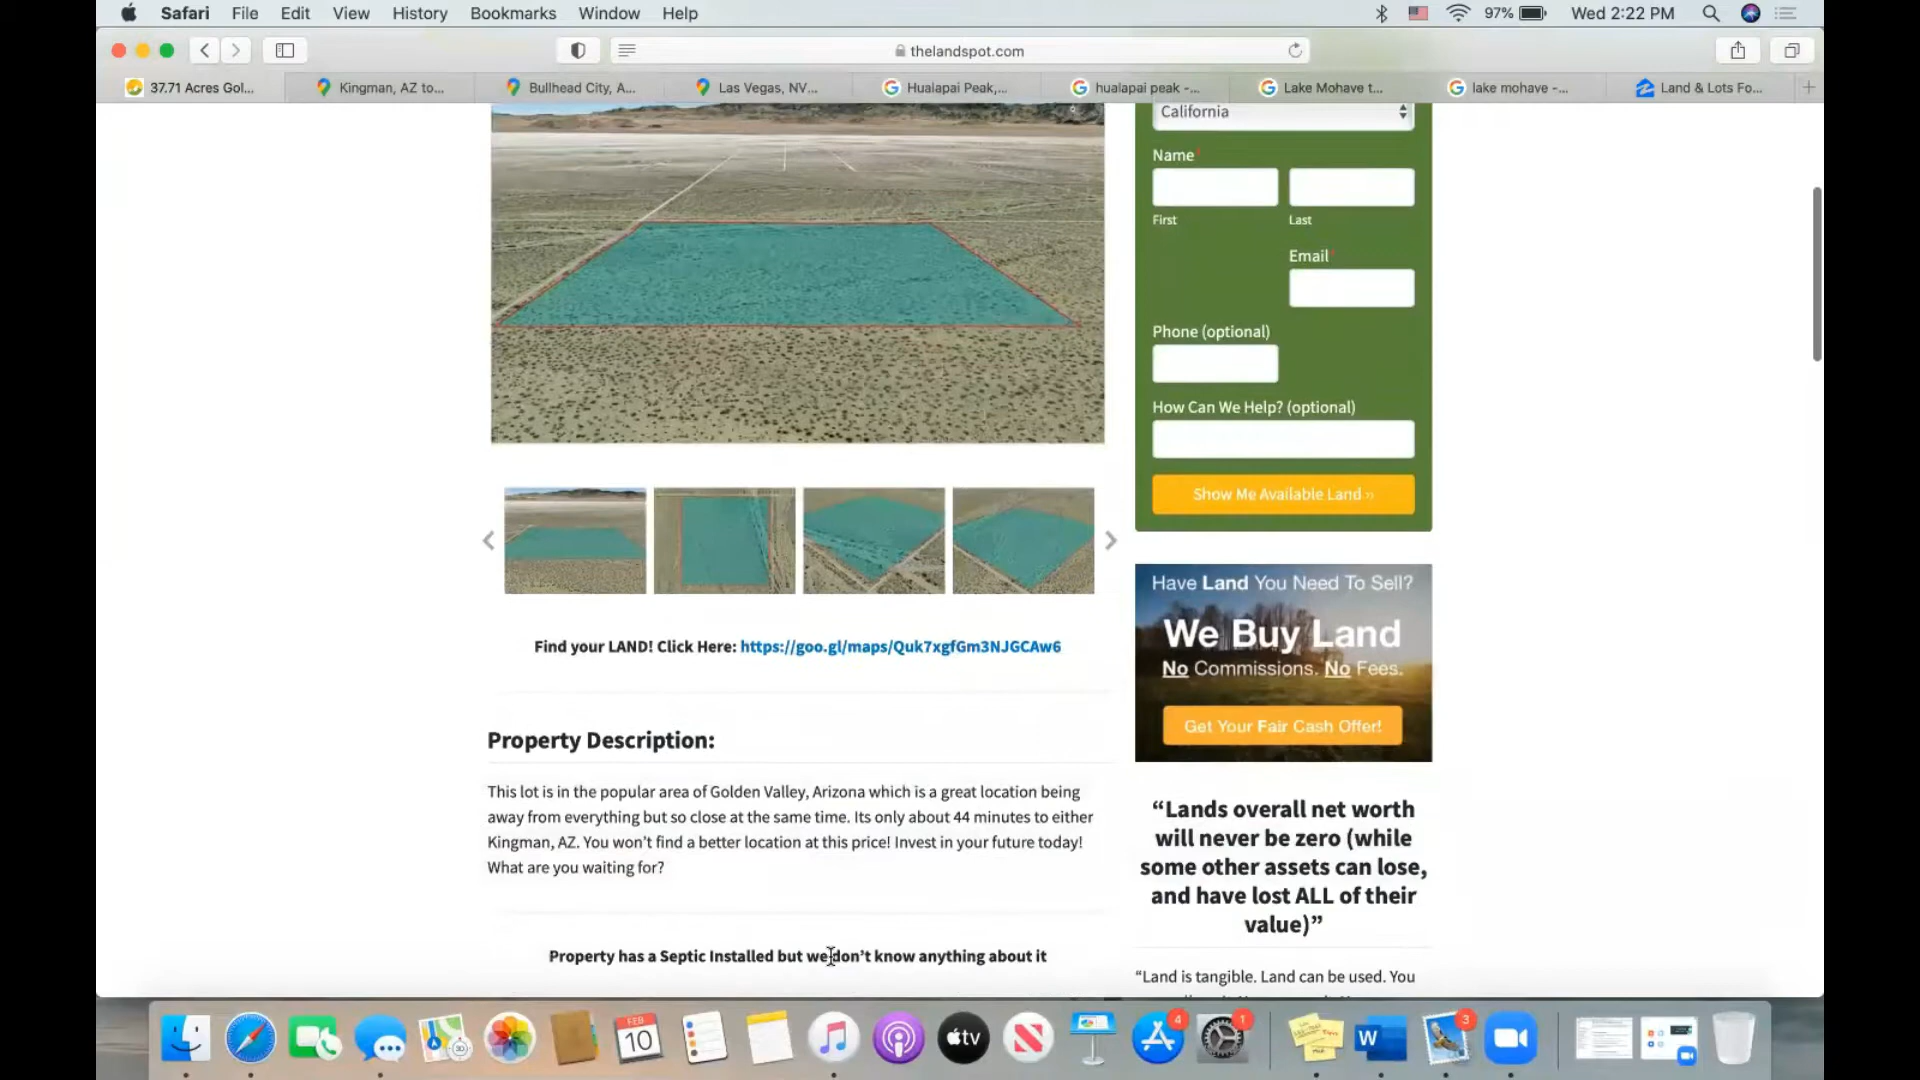 Safari File Edit View History Bookmarks Window Help 97% Wed 2:22 PM
thelandspot.com
37.71 Acres Gol... Kingman, AZ to... Bullhead City, A... Las Vegas, NV... Hualapai Peak,... hualapai peak -... Lake Mohave t... lake mohave -... Land & Lots Fo...
California
Name*
First Last
Email*
Phone (optional)
How Can We Help? (optional)
Show Me Available Land »
Find your LAND! Click Here: https://goo.gl/maps/Quk7xgfGm3NJGCAw6
Property Description:
This lot is in the popular area of Golden Valley, Arizona which is a great location being
away from everything but so close at the same time. Its only about 44 minutes to either
Kingman, AZ. You won't find a better location at this price! Invest in your future today!
What are you waiting for?
Property has a Septic Installed but we don't know anything about it
Have Land You Need To Sell?
We Buy Land
No Commissions. No Fees.
Get Your Fair Cash Offer!
“Lands overall net worth
will never be zero (while
some other assets can lose,
and have lost ALL of their
value)”
“Land is tangible. Land can be used. You
FEB
10
tv
4
1
W
3